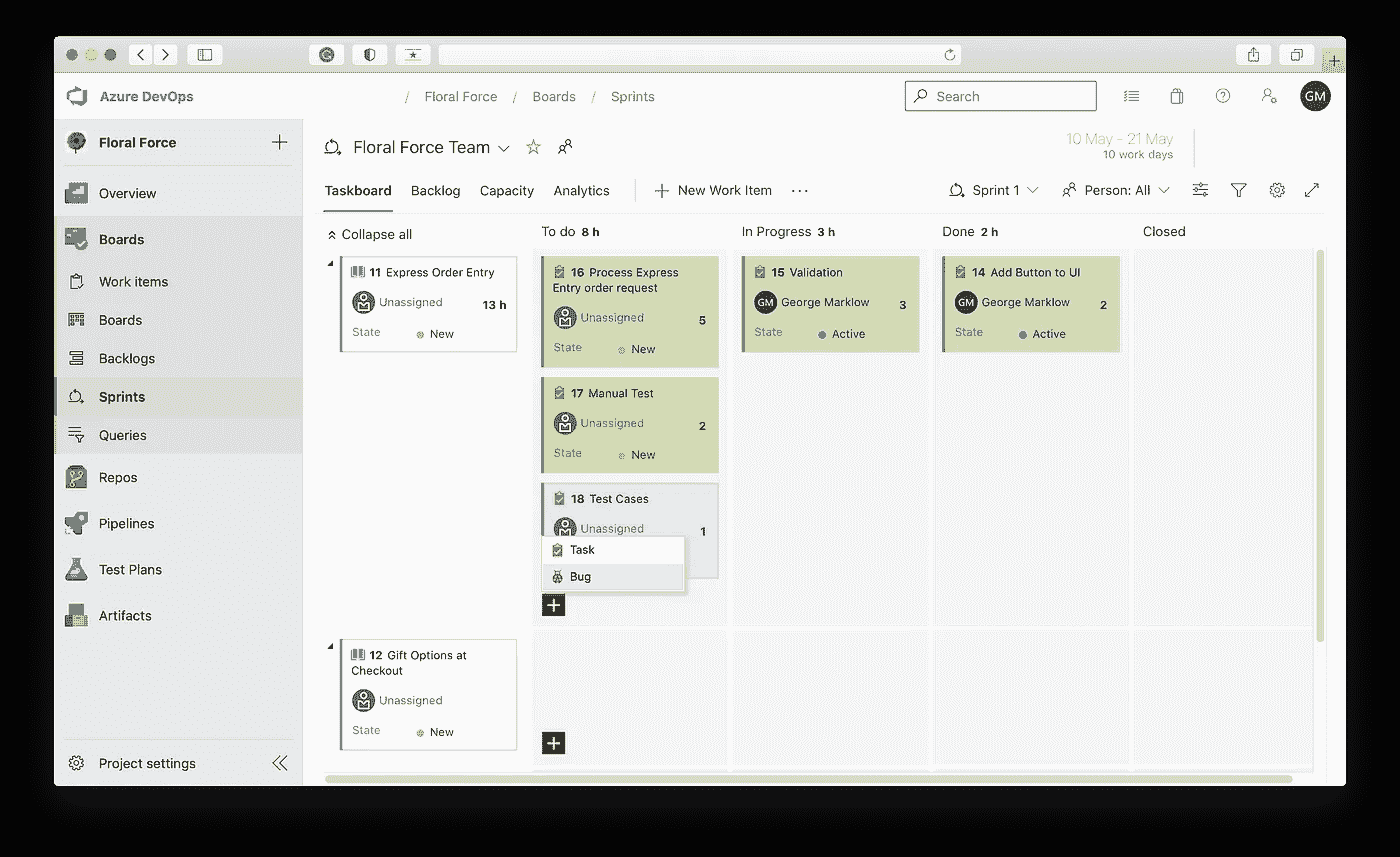 Azure DevOps
/ Floral Force / Boards / Sprints
Search
GM
Floral Force
Overview
Boards
Work items
Boards
Backlogs
Sprints
Queries
Repos
Pipelines
Test Plans
Artifacts
Project settings
Floral Force Team
10 May - 21 May
10 work days
Taskboard Backlog Capacity Analytics New Work Item ...
Sprint 1 Person: All
Collapse all
To do 8 h
In Progress 3 h
Done 2 h
Closed
11 Express Order Entry
Unassigned 13 h
State New
16 Process Express
Entry order request
Unassigned 5
State New
17 Manual Test
Unassigned 2
State New
18 Test Cases
Unassigned 1
Task
Bug
15 Validation
GM George Marklow 3
State Active
14 Add Button to UI
GM George Marklow 2
State Active
12 Gift Options at
Checkout
Unassigned
State New